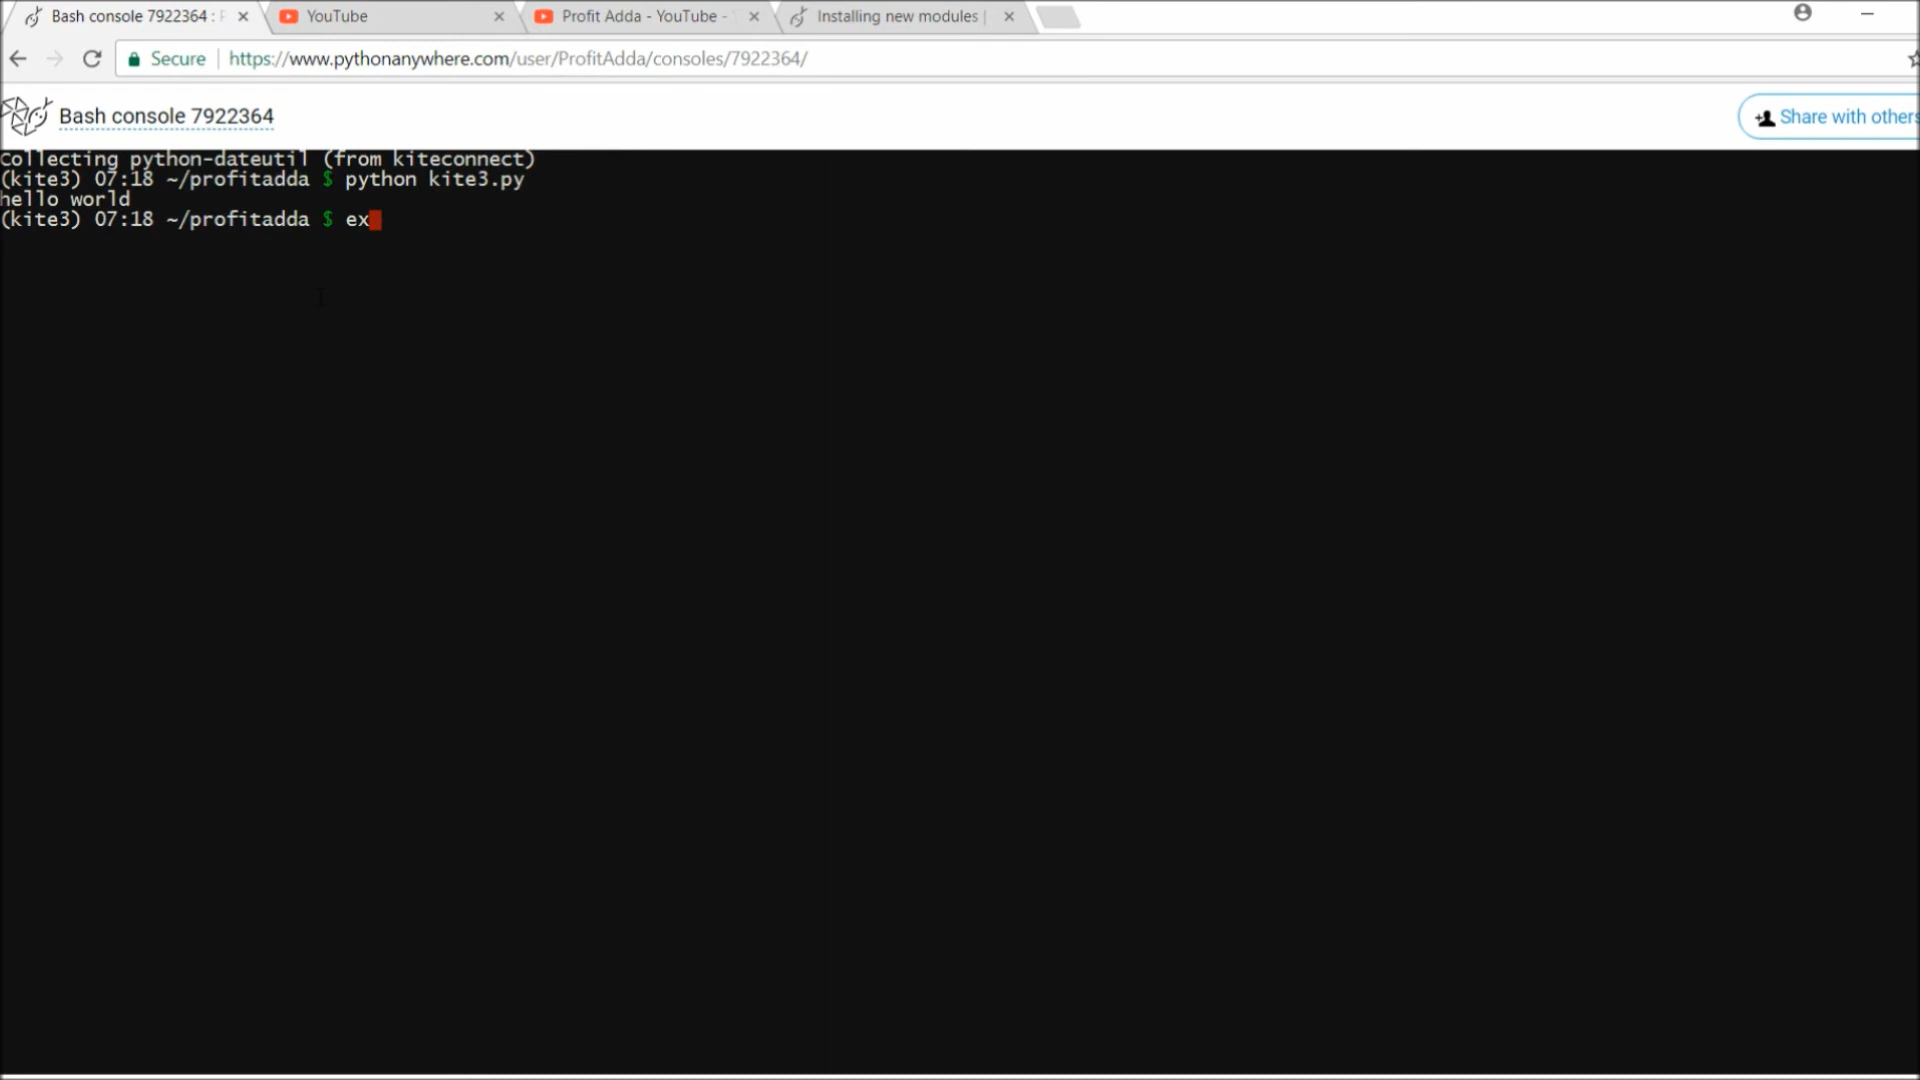 Bash console 7922364 :
YouTube
Profit Adda - YouTube -
Installing new modules |
Secure
https://www.pythonanywhere.com/user/ProfitAdda/consoles/7922364/
Bash console 7922364
Share with others
Collecting python-dateutil (from kiteconnect)
(kite3) 07:18 ~/profitadda $ python kite3.py
hello world
(kite3) 07:18 ~/profitadda $ ex